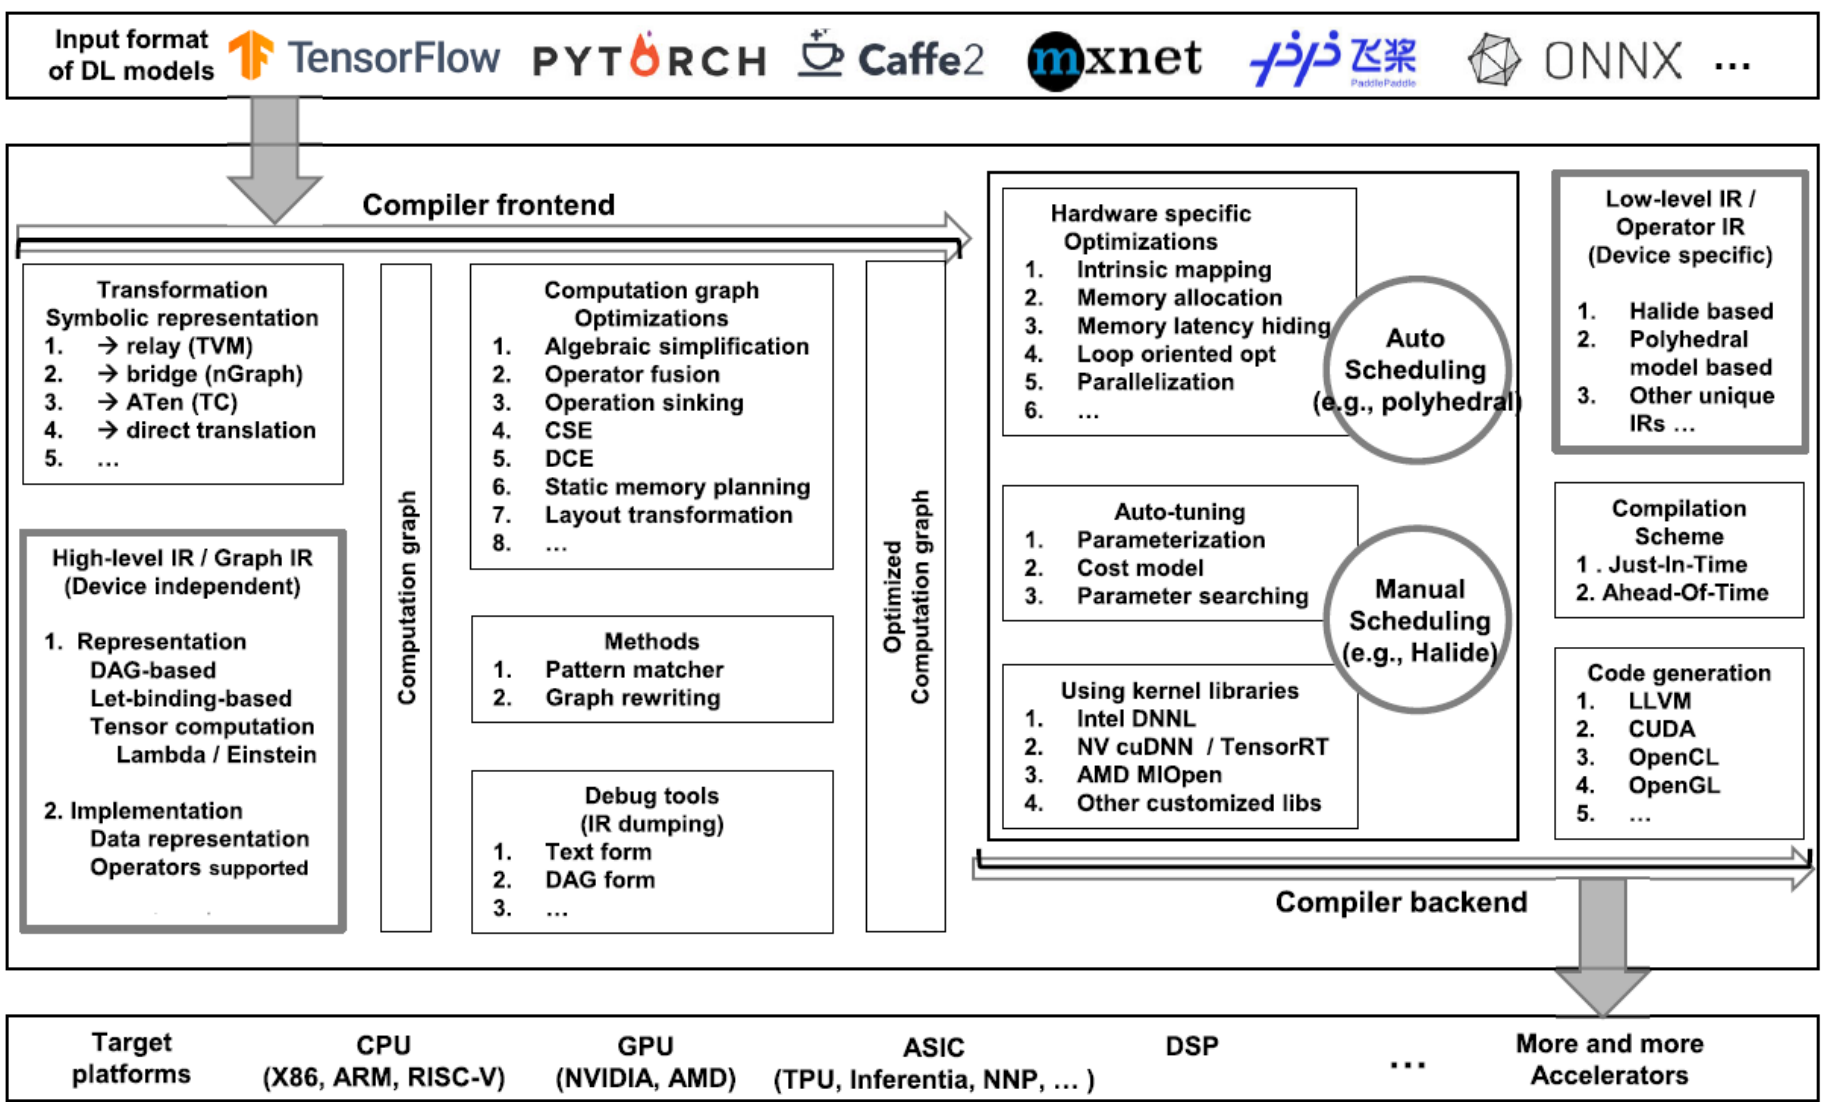 Input format
of DL models
TensorFlow
PYTORCH
Caffe2
mxnet
飞桨
PaddlePaddle
ONNX
...
Compiler frontend
Transformation
Symbolic representation
1. → relay (TVM)
2. → bridge (nGraph)
3. → ATen (TC)
4. → direct translation
5. ...
High-level IR / Graph IR
(Device independent)
1. Representation
DAG-based
Let-binding-based
Tensor computation
Lambda / Einstein
2. Implementation
Data representation
Operators supported
Computation graph
Computation graph
Optimizations
1. Algebraic simplification
2. Operator fusion
3. Operation sinking
4. CSE
5. DCE
6. Static memory planning
7. Layout transformation
8. ...
Methods
1. Pattern matcher
2. Graph rewriting
Debug tools
(IR dumping)
1. Text form
2. DAG form
3. ...
Optimized
Computation graph
Hardware specific
Optimizations
1. Intrinsic mapping
2. Memory allocation
3. Memory latency hiding
4. Loop oriented opt
5. Parallelization
6. ...
Auto
Scheduling
(e.g., polyhedral)
Auto-tuning
1. Parameterization
2. Cost model
3. Parameter searching
Manual
Scheduling
(e.g., Halide)
Using kernel libraries
1. Intel DNNL
2. NV cuDNN / TensorRT
3. AMD MIOpen
4. Other customized libs
Low-level IR /
Operator IR
(Device specific)
1. Halide based
2. Polyhedral
model based
3. Other unique
IRs ...
Compilation
Scheme
1 . Just-In-Time
2. Ahead-Of-Time
Code generation
1. LLVM
2. CUDA
3. OpenCL
4. OpenGL
5. ...
Compiler backend
Target
platforms
CPU
(X86, ARM, RISC-V)
GPU
(NVIDIA, AMD)
ASIC
(TPU, Inferentia, NNP, ... )
DSP
...
More and more
Accelerators